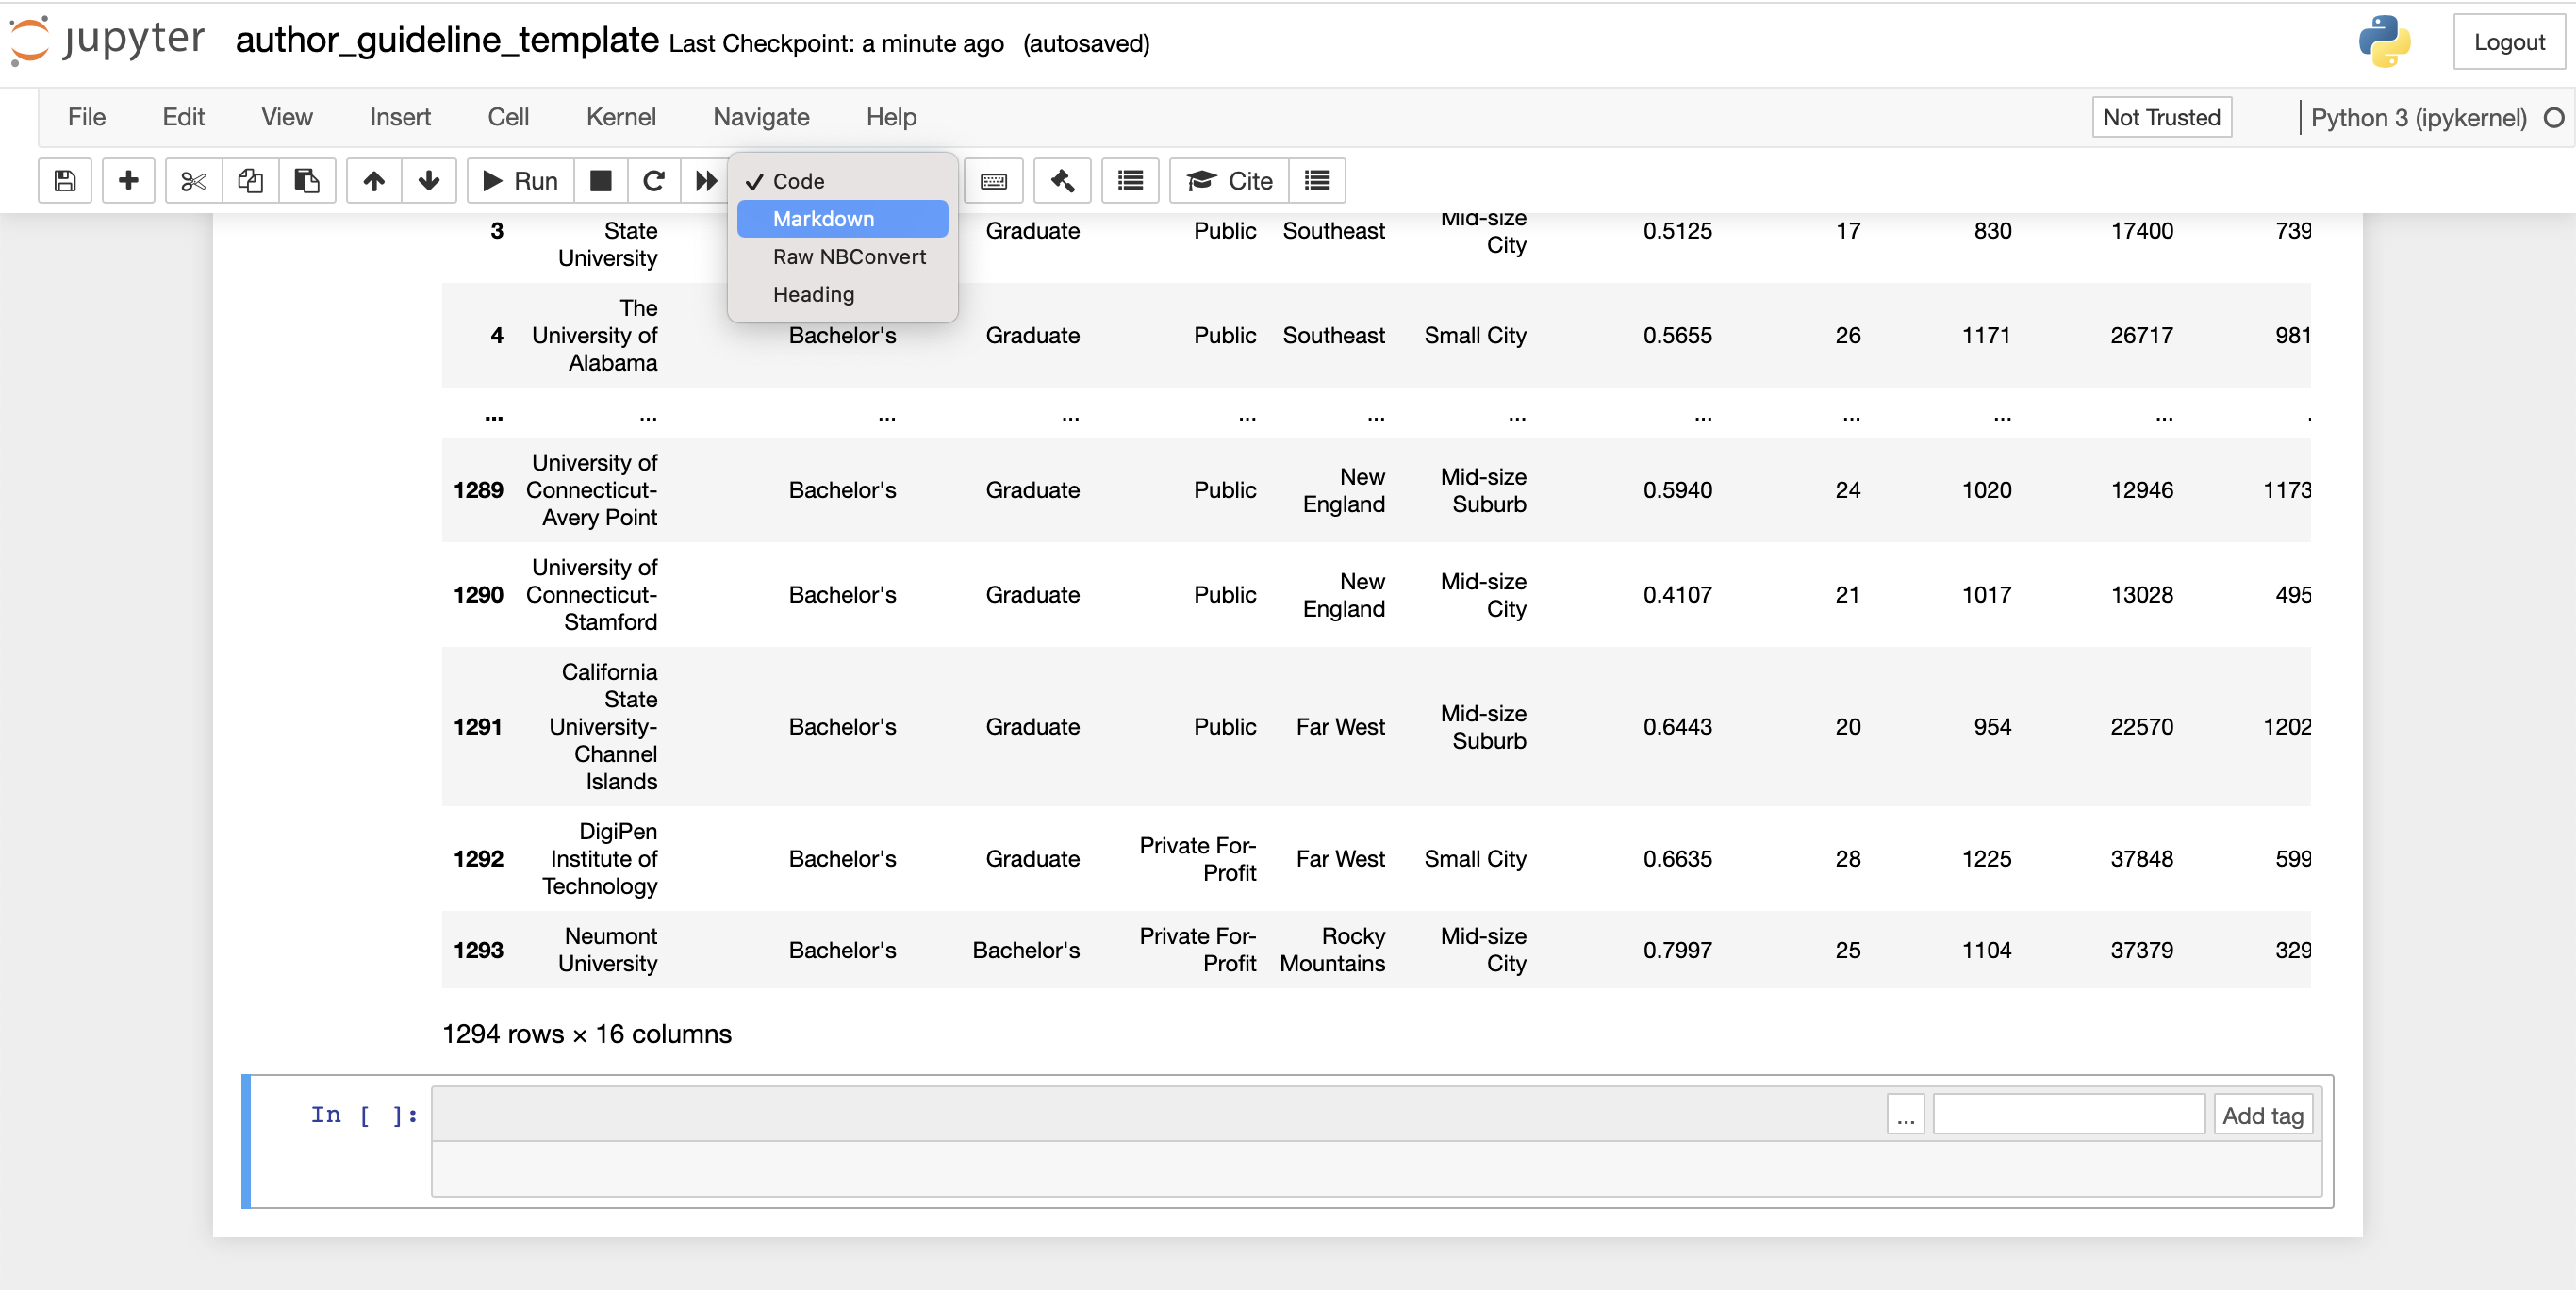 jupyter author_guideline_template Last Checkpoint: a minute ago (autosaved) Logout
File Edit View Insert Cell Kernel Navigate Help Not Trusted Python 3 (ipykernel)
Run Cite
✓ Code
Markdown
Raw NBConvert
Heading
3 State University Graduate Public Southeast Mid-size City 0.5125 17 830 17400 739
4 The University of Alabama Bachelor's Graduate Public Southeast Small City 0.5655 26 1171 26717 981
... ... ... ... ... ... ... ... ... ... ... .
1289 University of Connecticut-Avery Point Bachelor's Graduate Public New England Mid-size Suburb 0.5940 24 1020 12946 1173
1290 University of Connecticut-Stamford Bachelor's Graduate Public New England Mid-size City 0.4107 21 1017 13028 495
1291 California State University-Channel Islands Bachelor's Graduate Public Far West Mid-size Suburb 0.6443 20 954 22570 1202
1292 DigiPen Institute of Technology Bachelor's Graduate Private For-Profit Far West Small City 0.6635 28 1225 37848 599
1293 Neumont University Bachelor's Bachelor's Private For-Profit Rocky Mountains Mid-size City 0.7997 25 1104 37379 329
1294 rows × 16 columns
In [ ]: ... Add tag